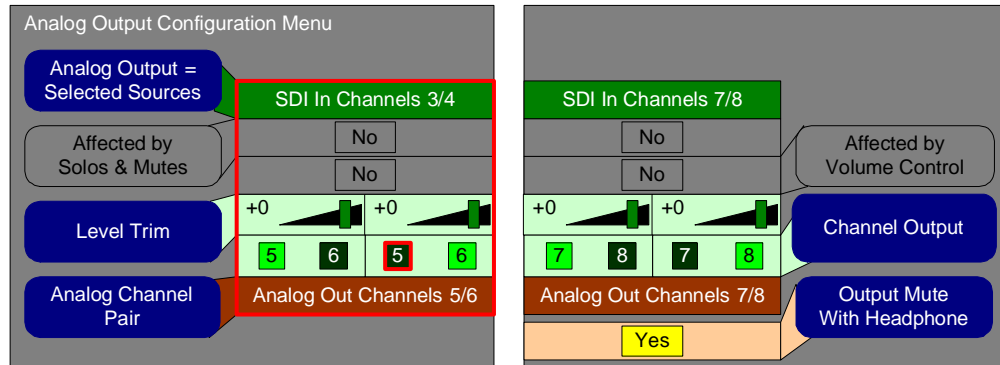 Analog Output Configuration Menu
Analog Output =
Selected Sources
SDI In Channels 3/4
SDI In Channels 7/8
Affected by
Solos & Mutes
No
No
Affected by
Volume Control
No
No
Level Trim
+0
+0
+0
+0
Channel Output
5
6
5
6
7
8
7
8
Analog Channel
Pair
Analog Out Channels 5/6
Analog Out Channels 7/8
Output Mute
With Headphone
Yes